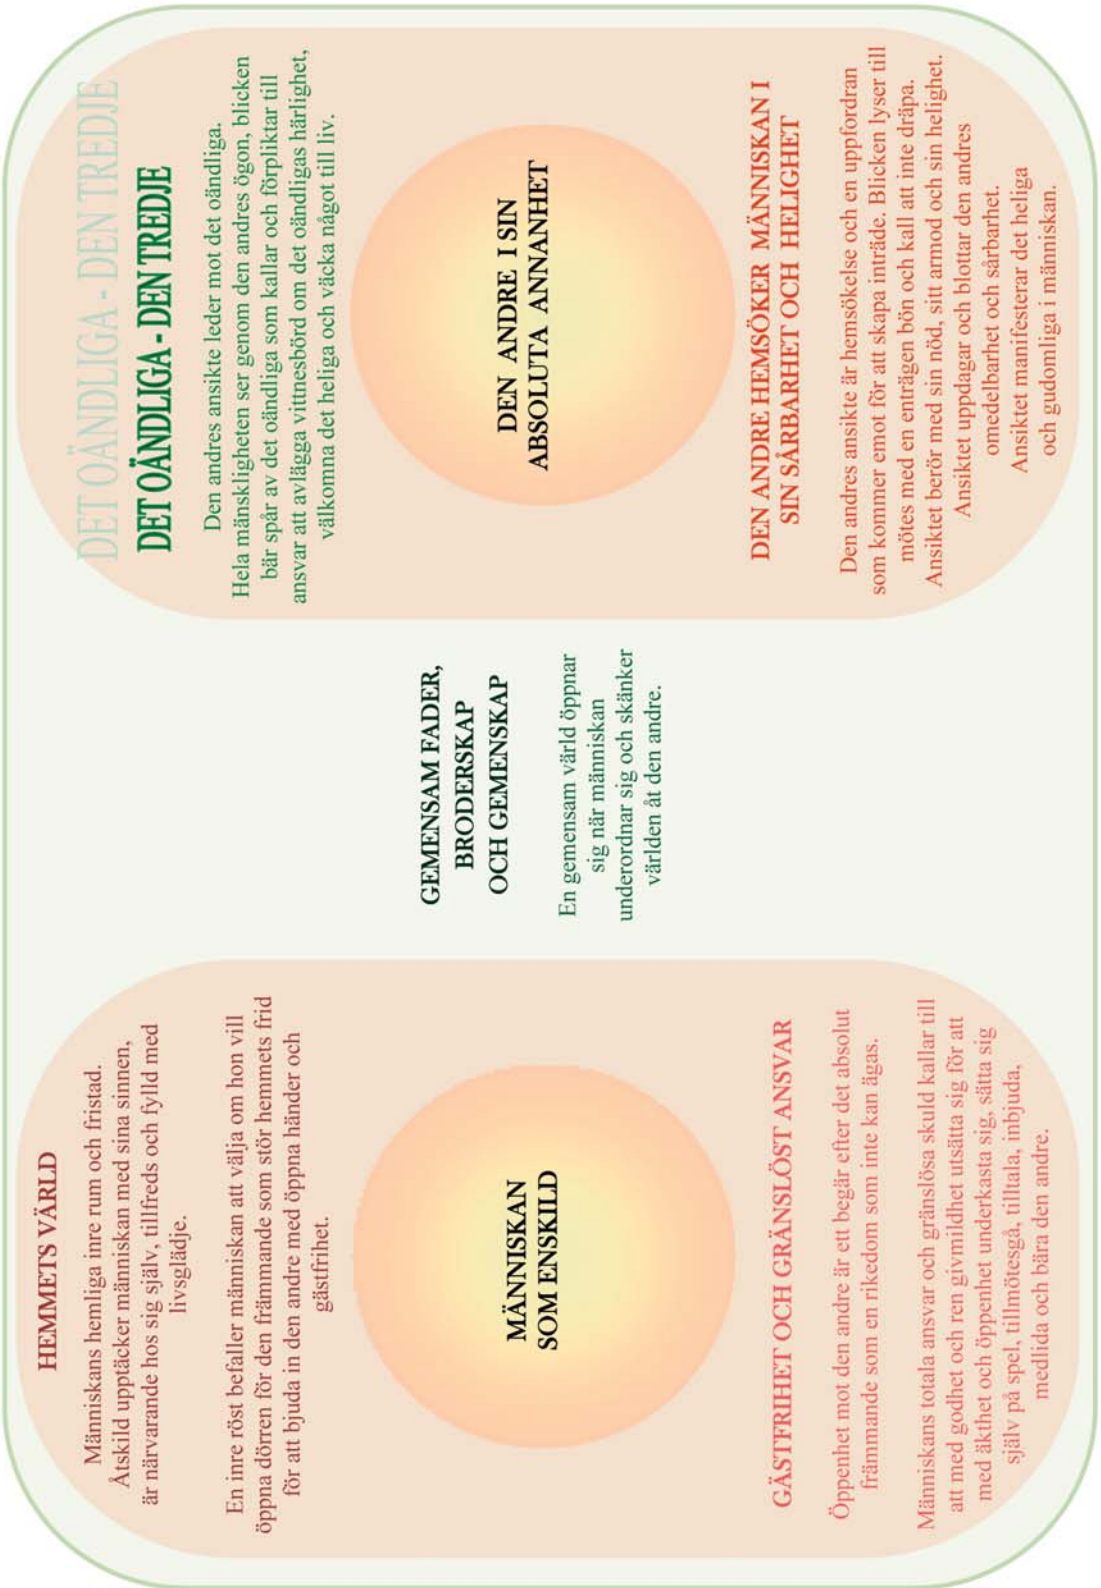 HEMMETS VÄRLD
Människans hemliga inre rum och fristad.
Åtskild upptäcker människan med sina sinnen,
är närvarande hos sig själv, tillfreds och fylld med
livsglädje.
En inre röst befaller människan att välja om hon vill
öppna dörren för den främmande som stör hemmets frid
för att bjuda in den andre med öppna händer och
gästfrihet.
MÄNNISKAN
SOM ENSKILD
GÄSTFRIHET OCH GRÄNSLÖST ANSVAR
Öppenhet mot den andre är ett begär efter det absolut
främmande som en rikedom som inte kan ägas.
Människans totala ansvar och gränslösa skuld kallar till
att med godhet och ren givmildhet utsätta sig för att
med äkthet och öppenhet underkasta sig, sätta sig
själv på spel, tillmötesgå, tilltala, inbjuda,
medlida och bära den andre.
GEMENSAM FADER,
BRODERSKAP
OCH GEMENSKAP
En gemensam värld öppnar
sig när människan
underordnar sig och skänker
världen åt den andre.
DET OÄNDLIGA - DEN TREDJE
DET OÄNDLIGA - DEN TREDJE
Den andres ansikte leder mot det oändliga.
Hela mänskligheten ser genom den andres ögon, blicken
bär spår av det oändliga som kallar och förpliktar till
ansvar att avlägga vittnesbörd om det oändligas härlighet,
välkomna det heliga och väcka något till liv.
DEN ANDRE I SIN
ABSOLUTA ANNANHET
DEN ANDRE HEMSÖKER MÄNNISKAN I
SIN SÅRBARHET OCH HELIGHET
Den andres ansikte är hemsökelse och en uppfordran
som kommer emot för att skapa inträde. Blicken lyser till
mötes med en enträgen bön och kall att inte dräpa.
Ansiktet berör med sin nöd, sitt armod och sin helighet.
Ansiktet uppdagar och blottar den andres
omedelbarhet och sårbarhet.
Ansiktet manifesterar det heliga
och gudomliga i människan.